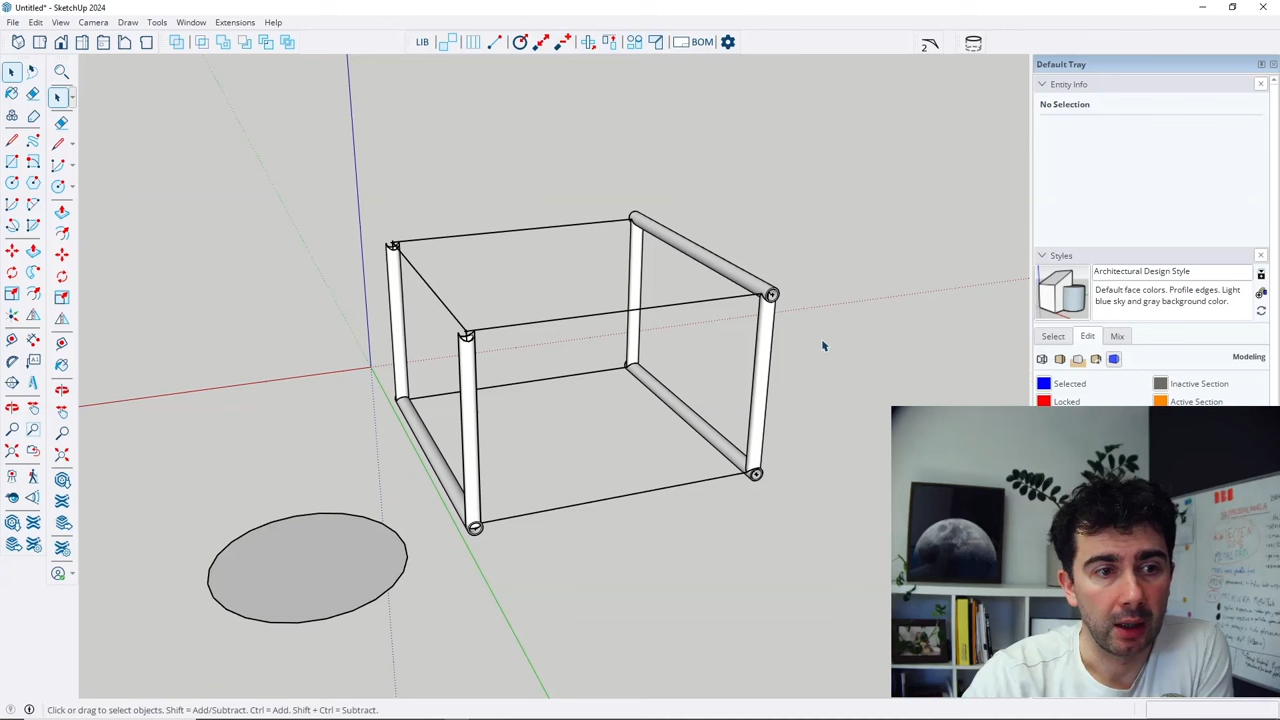 Untitled* - SketchUp 2024
File Edit View Camera Draw Tools Window Extensions Help
LIB BOM
Default Tray
Entity Info
No Selection
Styles
Architectural Design Style
Default face colors. Profile edges. Light
blue sky and gray background color.
Select Edit Mix
Modeling
Selected Inactive Section
Locked Active Section
Click or drag to select objects. Shift = Add/Subtract. Ctrl = Add. Shift + Ctrl = Subtract.